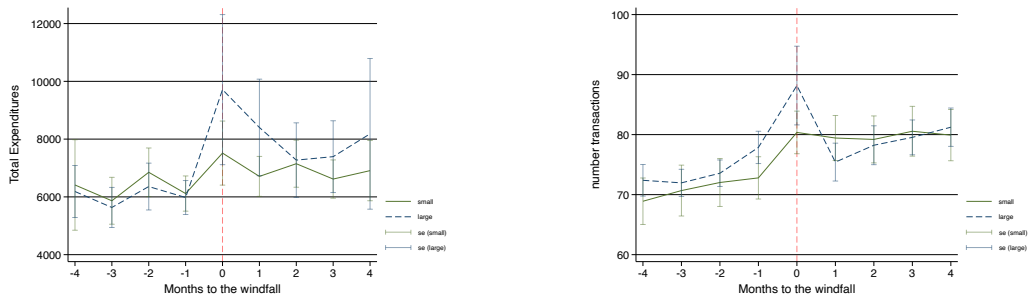 Total Expenditures
12000
10000
8000
6000
4000
-4 -3 -2 -1 0 1 2 3 4
Months to the windfall
small
large
se (small)
se (large)
number transactions
100
90
80
70
60
-4 -3 -2 -1 0 1 2 3 4
Months to the windfall
small
large
se (small)
se (large)